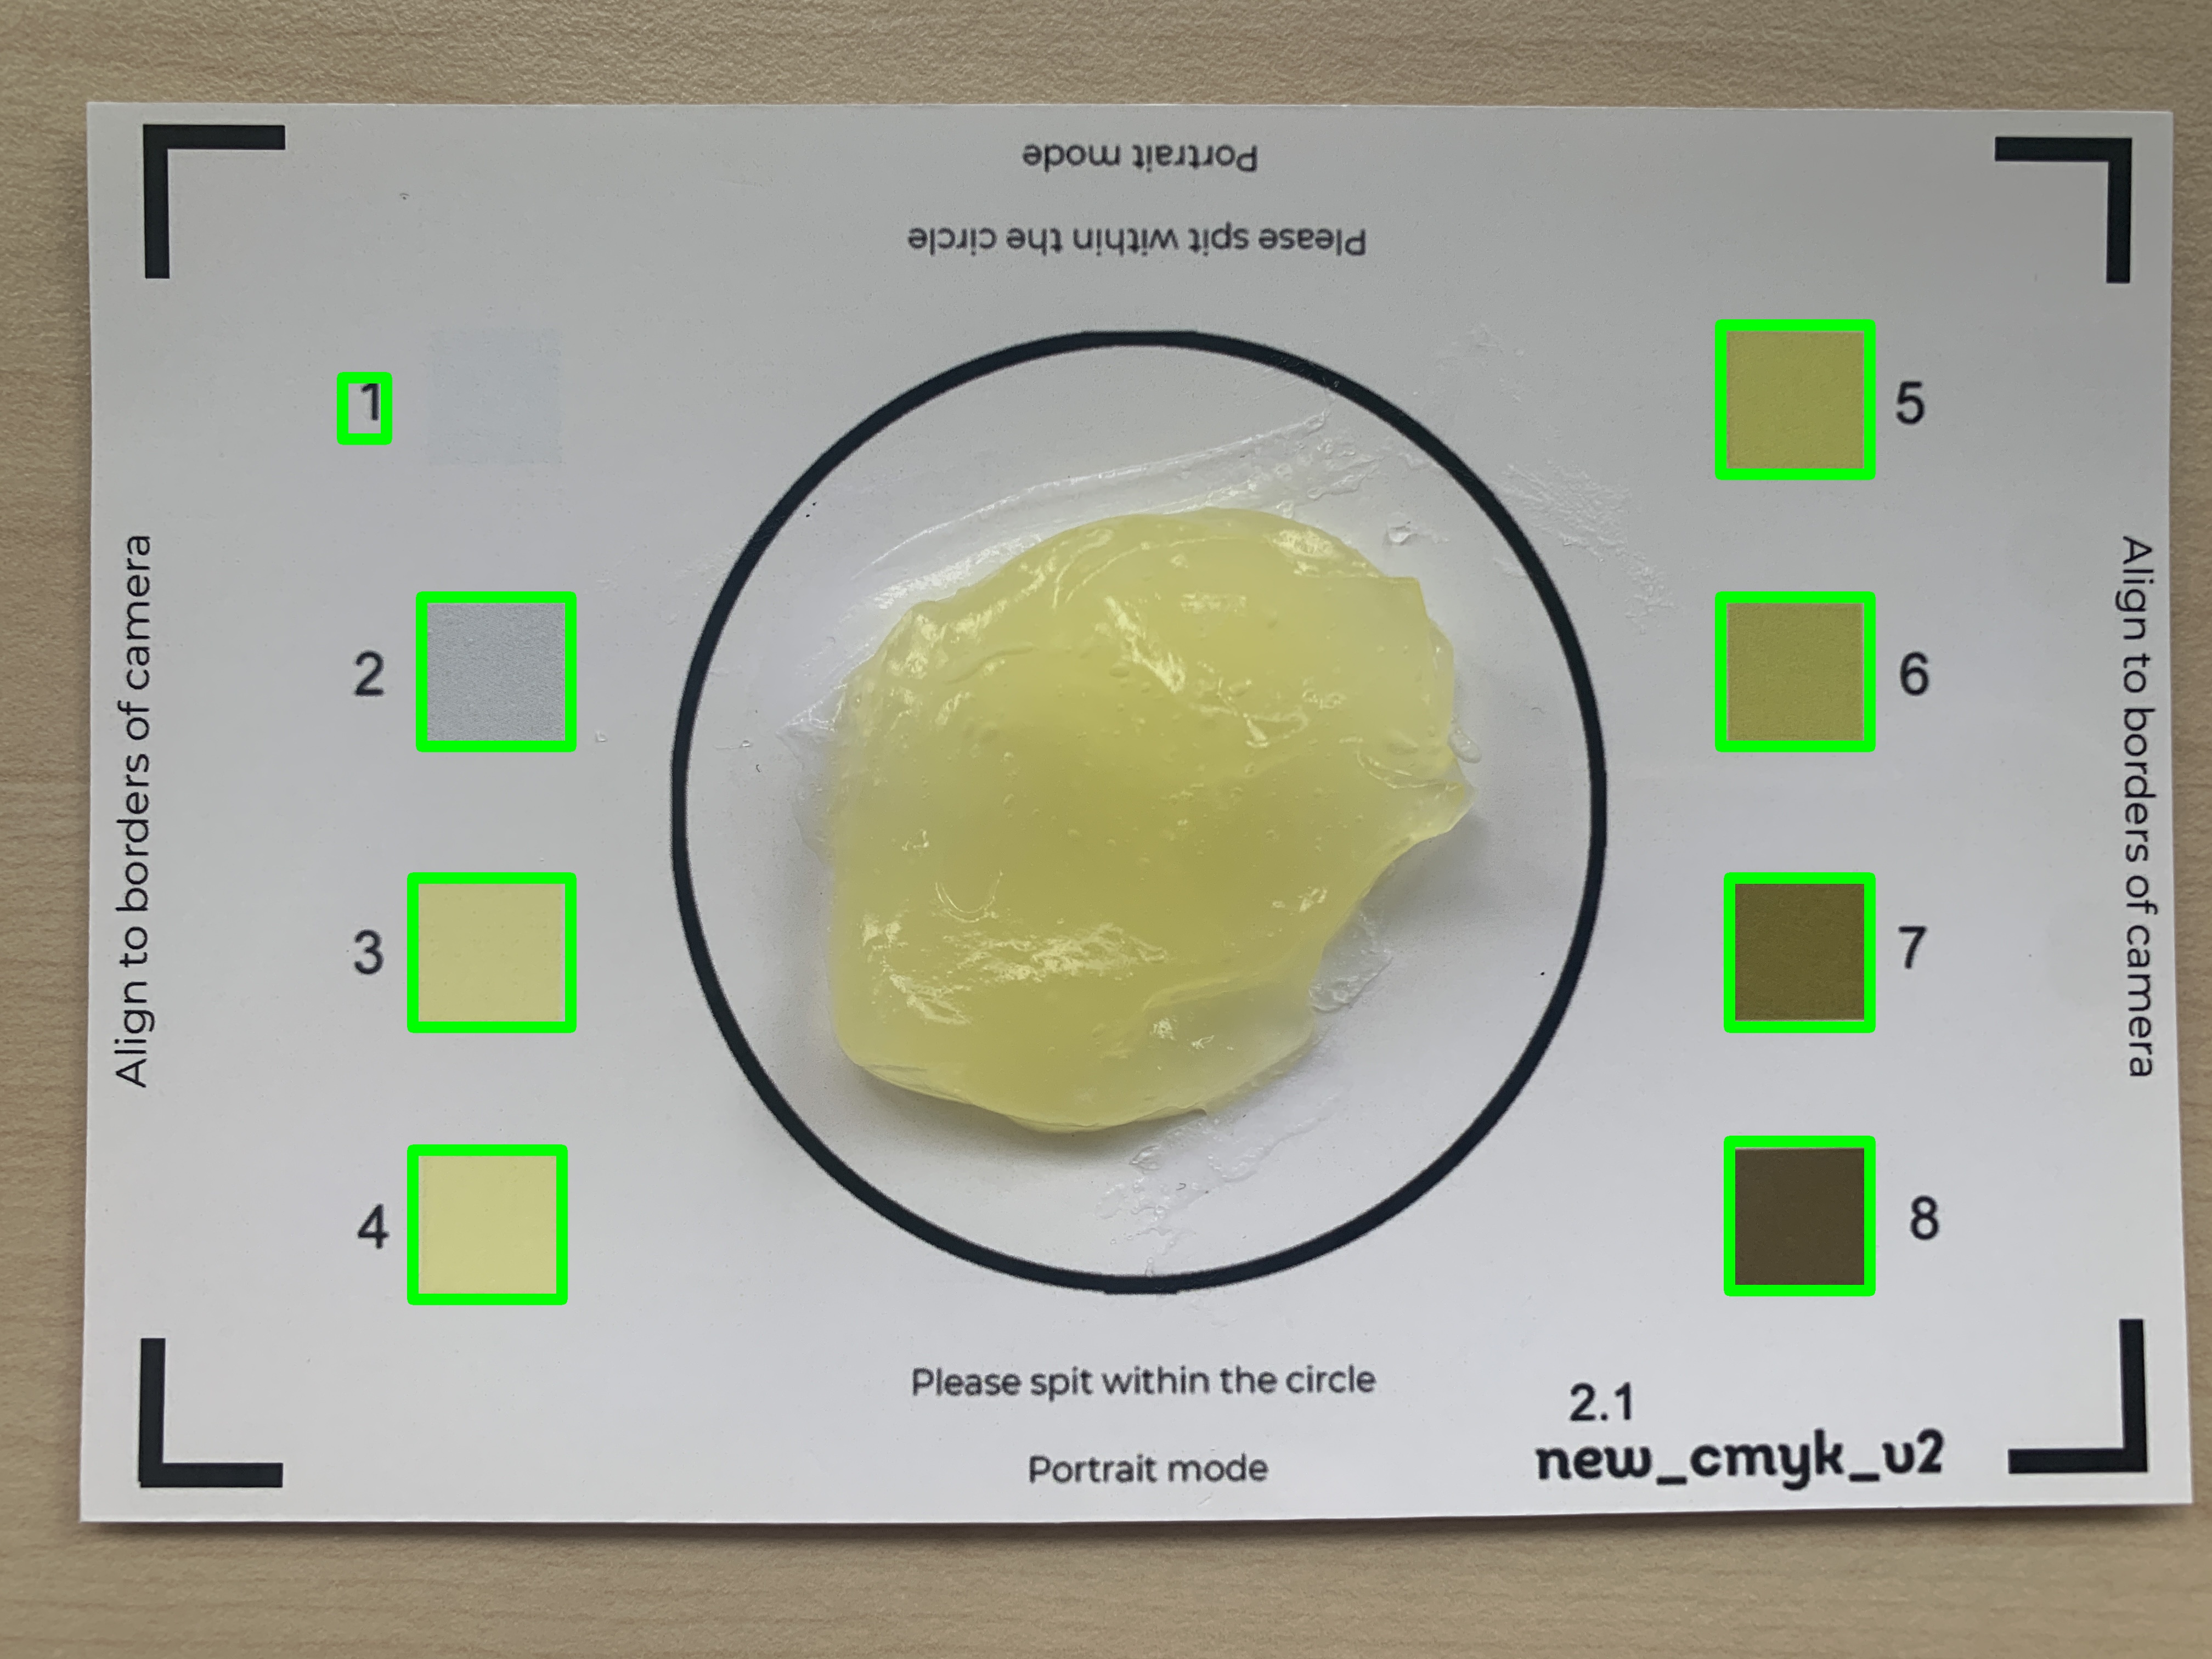 Portrait mode
Please spit within the circle
Align to borders of camera
1
2
3
4
5
6
7
8
Align to borders of camera
Please spit within the circle
Portrait mode
2.1
new_cmyk_v2